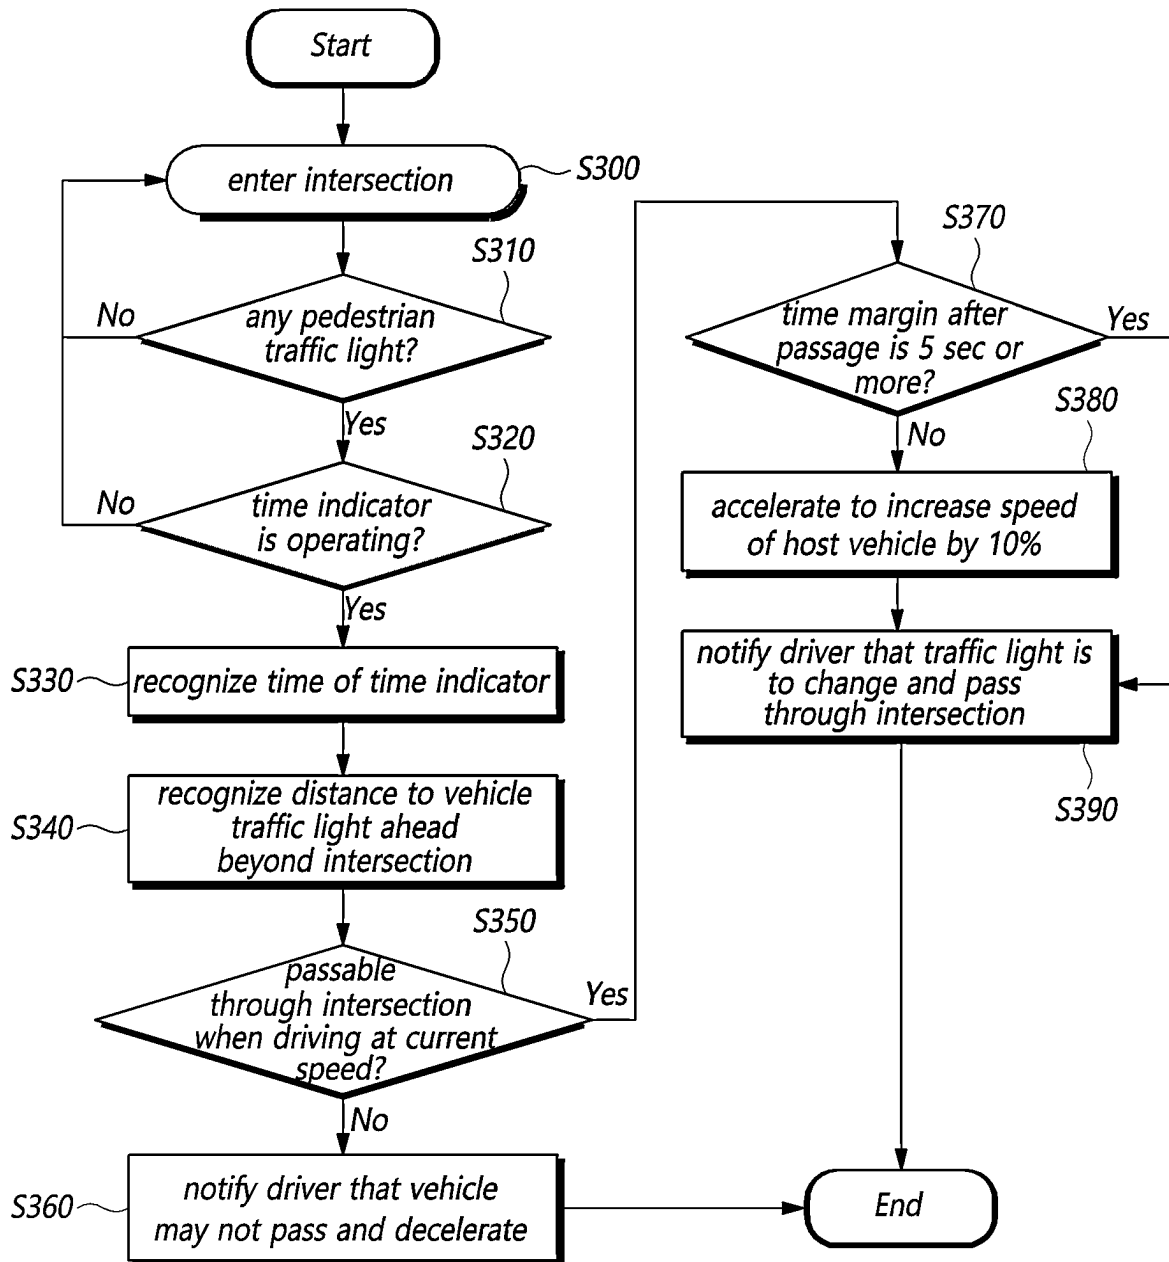 Start
enter intersection
S300
S310
any pedestrian
traffic light?
No
Yes
S320
time indicator
is operating?
No
Yes
S330
recognize time of time indicator
S340
recognize distance to vehicle
traffic light ahead
beyond intersection
S350
passable
through intersection
when driving at current
speed?
Yes
No
S360
notify driver that vehicle
may not pass and decelerate
S370
time margin after
passage is 5 sec or
more?
Yes
No
S380
accelerate to increase speed
of host vehicle by 10%
notify driver that traffic light is
to change and pass
through intersection
S390
End